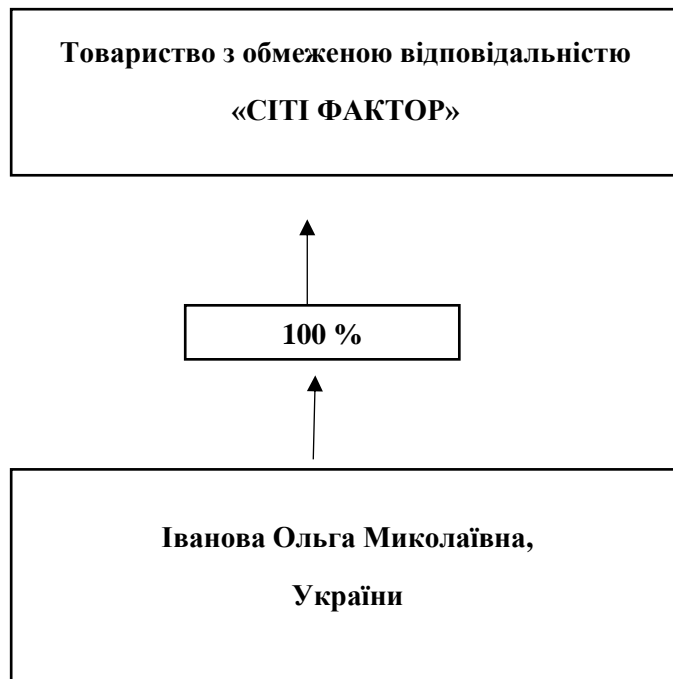 Товариство з обмеженою відповідальністю
«СІТІ ФАКТОР»
100 %
Іванова Ольга Миколаївна,
України